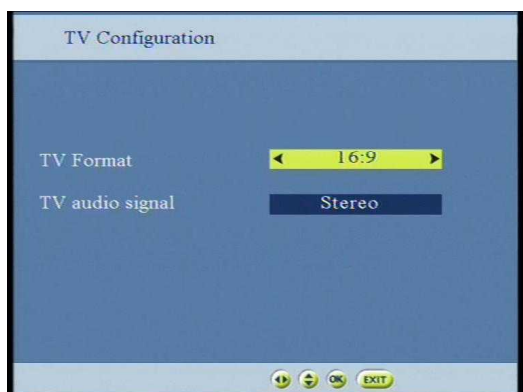 TV Configuration
TV Format 16:9
TV audio signal Stereo
OK EXIT